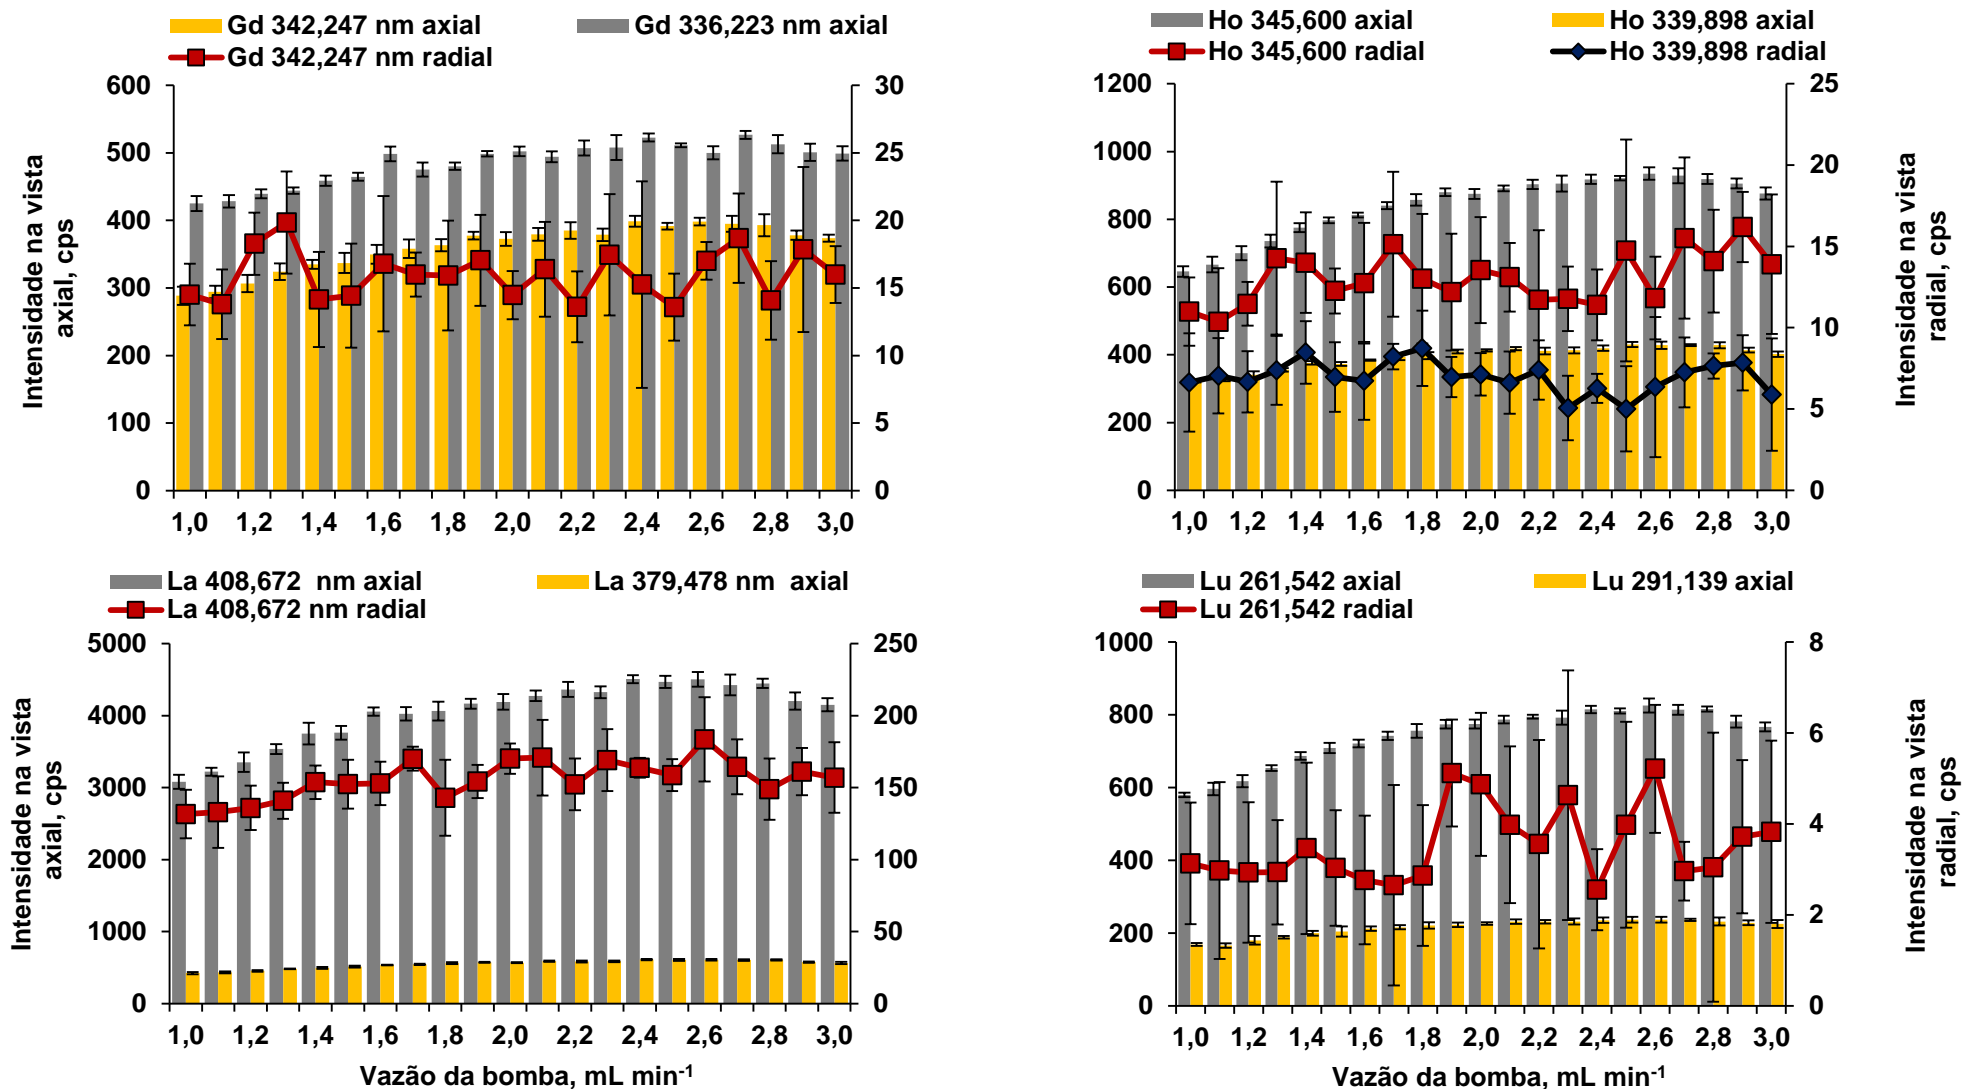 Gd 342,247 nm axial
Gd 336,223 nm axial
Gd 342,247 nm radial
Intensidade na vista
axial, cps
600
500
400
300
200
100
0
30
25
20
15
10
5
0
1,0 1,2 1,4 1,6 1,8 2,0 2,2 2,4 2,6 2,8 3,0
Ho 345,600 axial
Ho 339,898 axial
Ho 345,600 radial
Ho 339,898 radial
1200
1000
800
600
400
200
0
25
20
15
10
5
0
Intensidade na vista
radial, cps
1,0 1,2 1,4 1,6 1,8 2,0 2,2 2,4 2,6 2,8 3,0
La 408,672 nm axial
La 379,478 nm axial
La 408,672 nm radial
Intensidade na vista
axial, cps
5000
4000
3000
2000
1000
0
250
200
150
100
50
0
1,0 1,2 1,4 1,6 1,8 2,0 2,2 2,4 2,6 2,8 3,0
Vazão da bomba, mL min⁻¹
Lu 261,542 axial
Lu 291,139 axial
Lu 261,542 radial
1000
800
600
400
200
0
8
6
4
2
0
Intensidade na vista
radial, cps
1,0 1,2 1,4 1,6 1,8 2,0 2,2 2,4 2,6 2,8 3,0
Vazão da bomba, mL min⁻¹